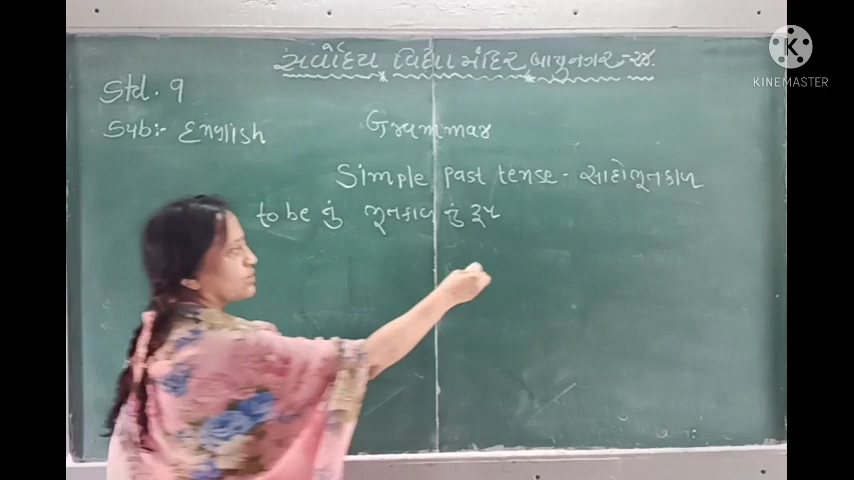 સર્વોદય વિદ્યામંદિર બાપુનગર-૨૪.
Std. 9
Sub:- English
Grammar
Simple past tense - સાદોભૂતકાળ
to be નું ભૂતકાળ નું રૂપ
KINEMASTER